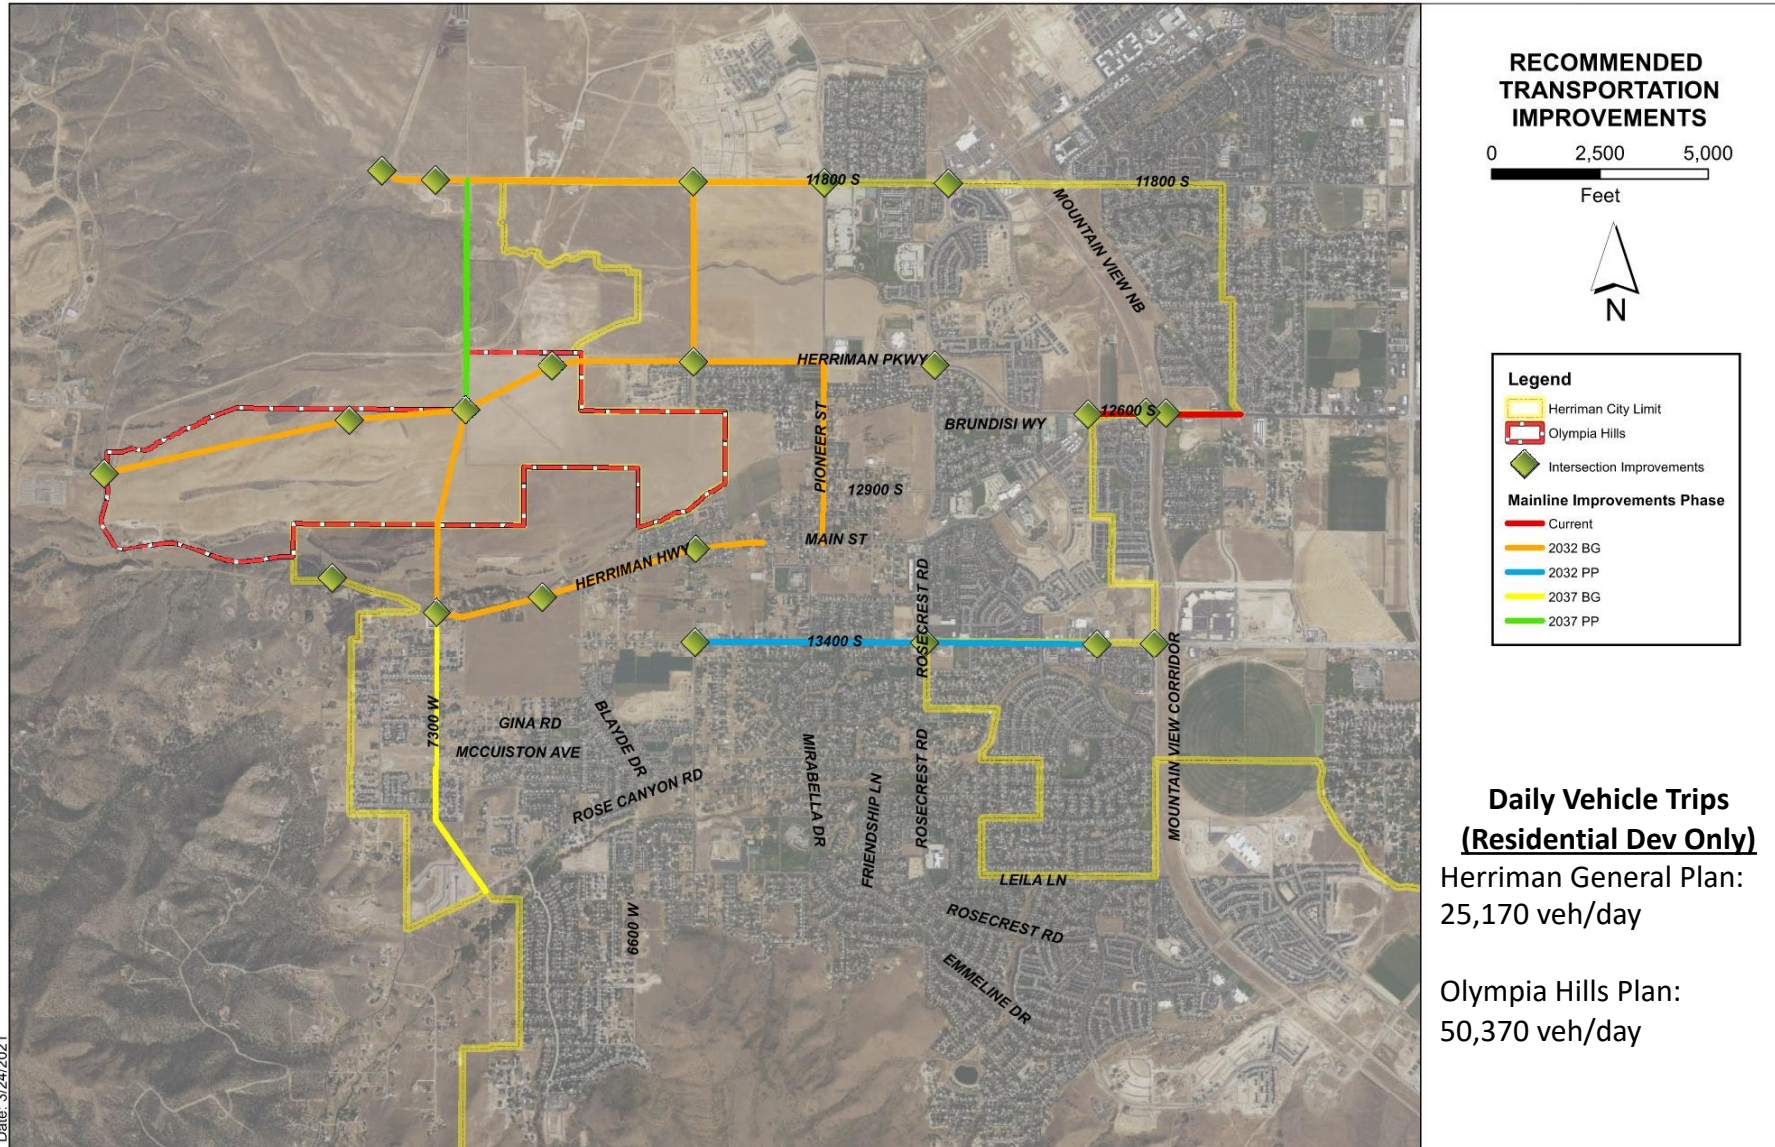 RECOMMENDED
TRANSPORTATION
IMPROVEMENTS
0 2,500 5,000
Feet
N
Legend
Herriman City Limit
Olympia Hills
Intersection Improvements
Mainline Improvements Phase
Current
2032 BG
2032 PP
2037 BG
2037 PP
Daily Vehicle Trips
(Residential Dev Only)
Herriman General Plan:
25,170 veh/day
Olympia Hills Plan:
50,370 veh/day
11800 S
11800 S
MOUNTAIN VIEW NB
HERRIMAN PKWY
12600 S
BRUNDISI WY
PIONEER ST
12900 S
MAIN ST
HERRIMAN HWY
ROSECREST RD
13400 S
MOUNTAIN VIEW CORRIDOR
7300 W
GINA RD
MCCUISTON AVE
BLAYDE DR
ROSE CANYON RD
MIRABELLA DR
FRIENDSHIP LN
ROSECREST RD
LEILA LN
6600 W
ROSECREST RD
EMMELINE DR
Date: 3/24/2021